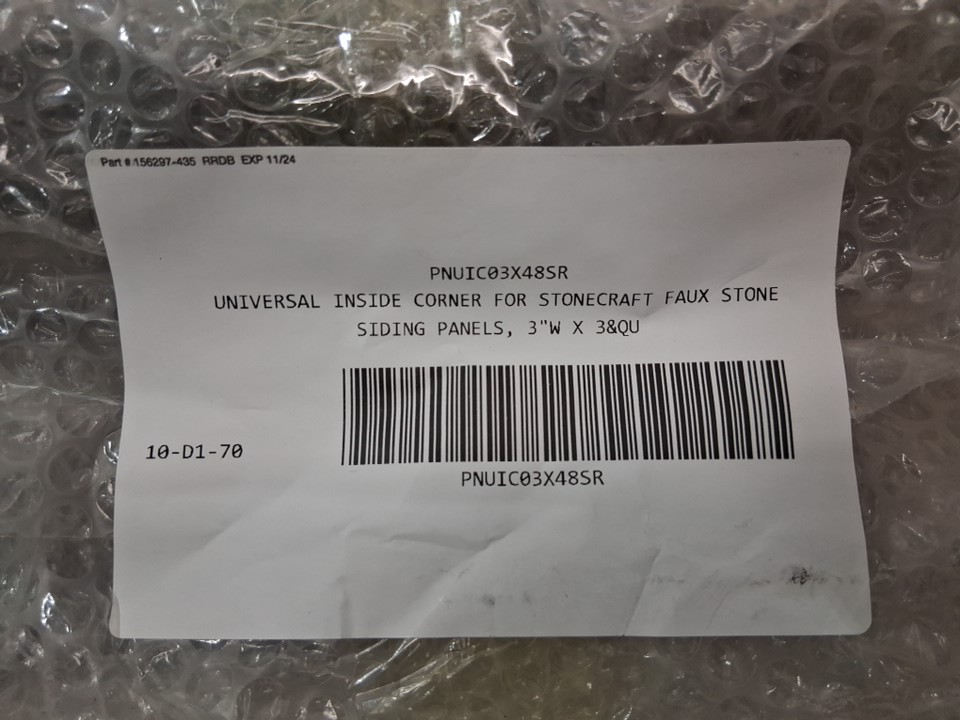 Part # 156297-435 RRDB EXP 11/24
PNUIC03X48SR
UNIVERSAL INSIDE CORNER FOR STONECRAFT FAUX STONE
SIDING PANELS, 3"W X 3&QU
10-D1-70
PNUIC03X48SR